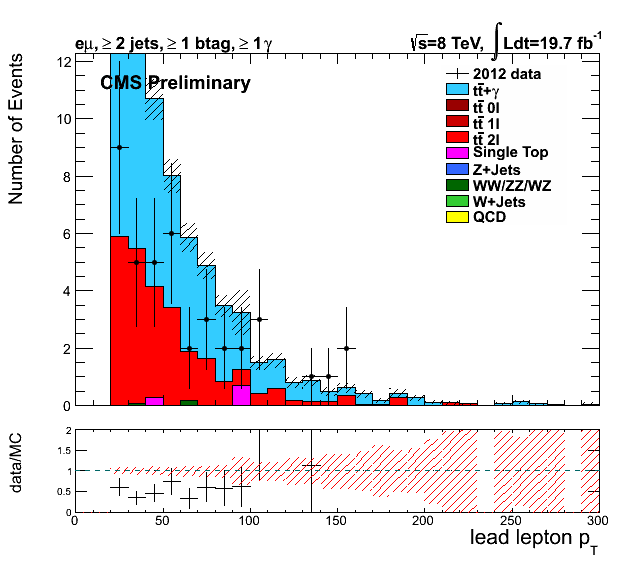 eμ, ≥ 2 jets, ≥ 1 btag, ≥ 1γ
√s=8 TeV, ∫Ldt=19.7 fb⁻¹
CMS Preliminary
2012 data
tt̄+γ
tt̄ 0l
tt̄ 1l
tt̄ 2l
Single Top
Z+Jets
WW/ZZ/WZ
W+Jets
QCD
Number of Events
12
10
8
6
4
2
0
data/MC
2
1.5
1
0.5
0
0 50 100 150 200 250 300
lead lepton p_T